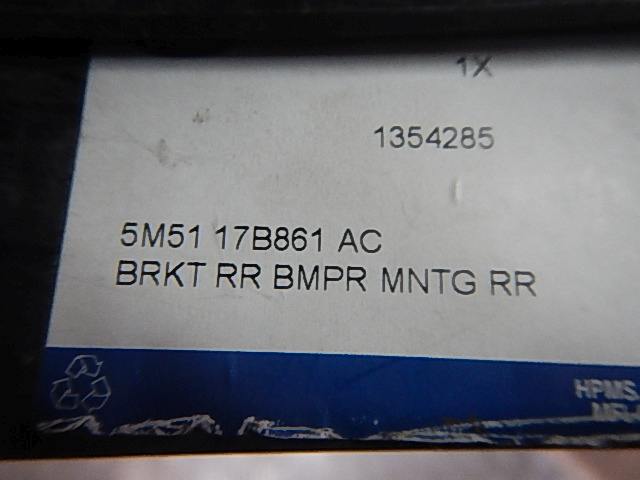 1X
1354285
5M51 17B861 AC
BRKT RR BMPR MNTG RR
HPMS